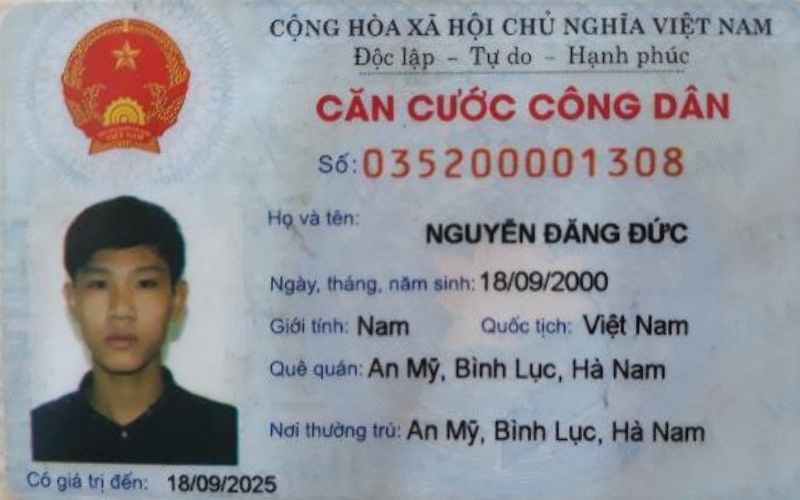 CỘNG HÒA XÃ HỘI CHỦ NGHĨA VIỆT NAM
Độc lập - Tự do - Hạnh phúc
CĂN CƯỚC CÔNG DÂN
Số: 035200001308
Họ và tên: NGUYỄN ĐĂNG ĐỨC
Ngày, tháng, năm sinh: 18/09/2000
Giới tính: Nam Quốc tịch: Việt Nam
Quê quán: An Mỹ, Bình Lục, Hà Nam
Nơi thường trú: An Mỹ, Bình Lục, Hà Nam
Có giá trị đến: 18/09/2025